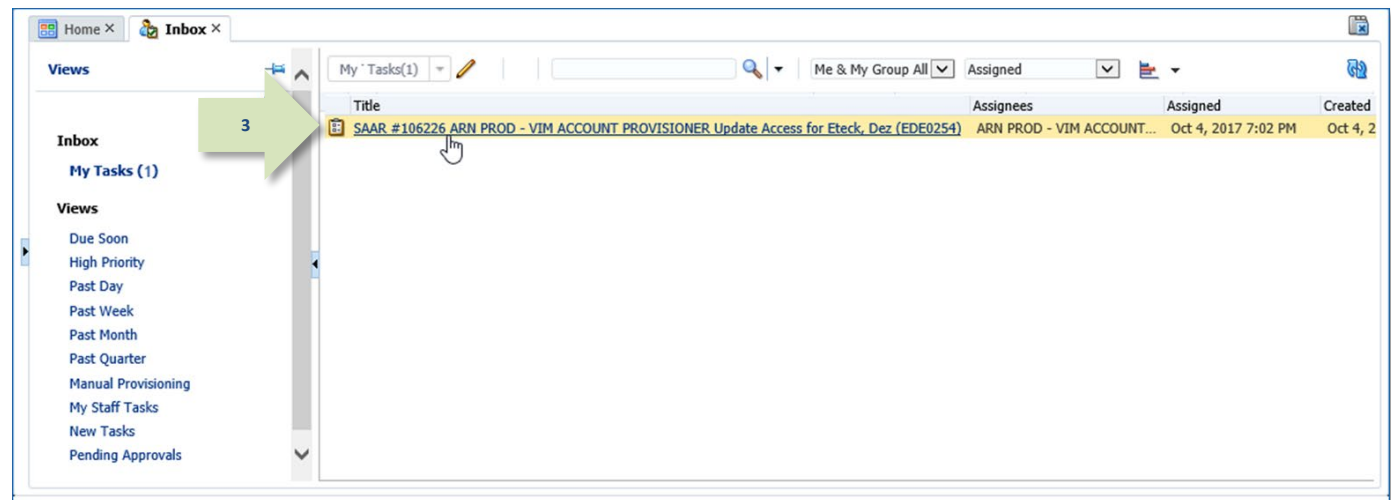 Home × Inbox ×
Views
My Tasks(1) Me & My Group All Assigned
Title Assignees Assigned Created
3
SAAR #106226 ARN PROD - VIM ACCOUNT PROVISIONER Update Access for Eteck, Dez (EDE0254) ARN PROD - VIM ACCOUNT... Oct 4, 2017 7:02 PM Oct 4, 2
Inbox
My Tasks (1)
Views
Due Soon
High Priority
Past Day
Past Week
Past Month
Past Quarter
Manual Provisioning
My Staff Tasks
New Tasks
Pending Approvals